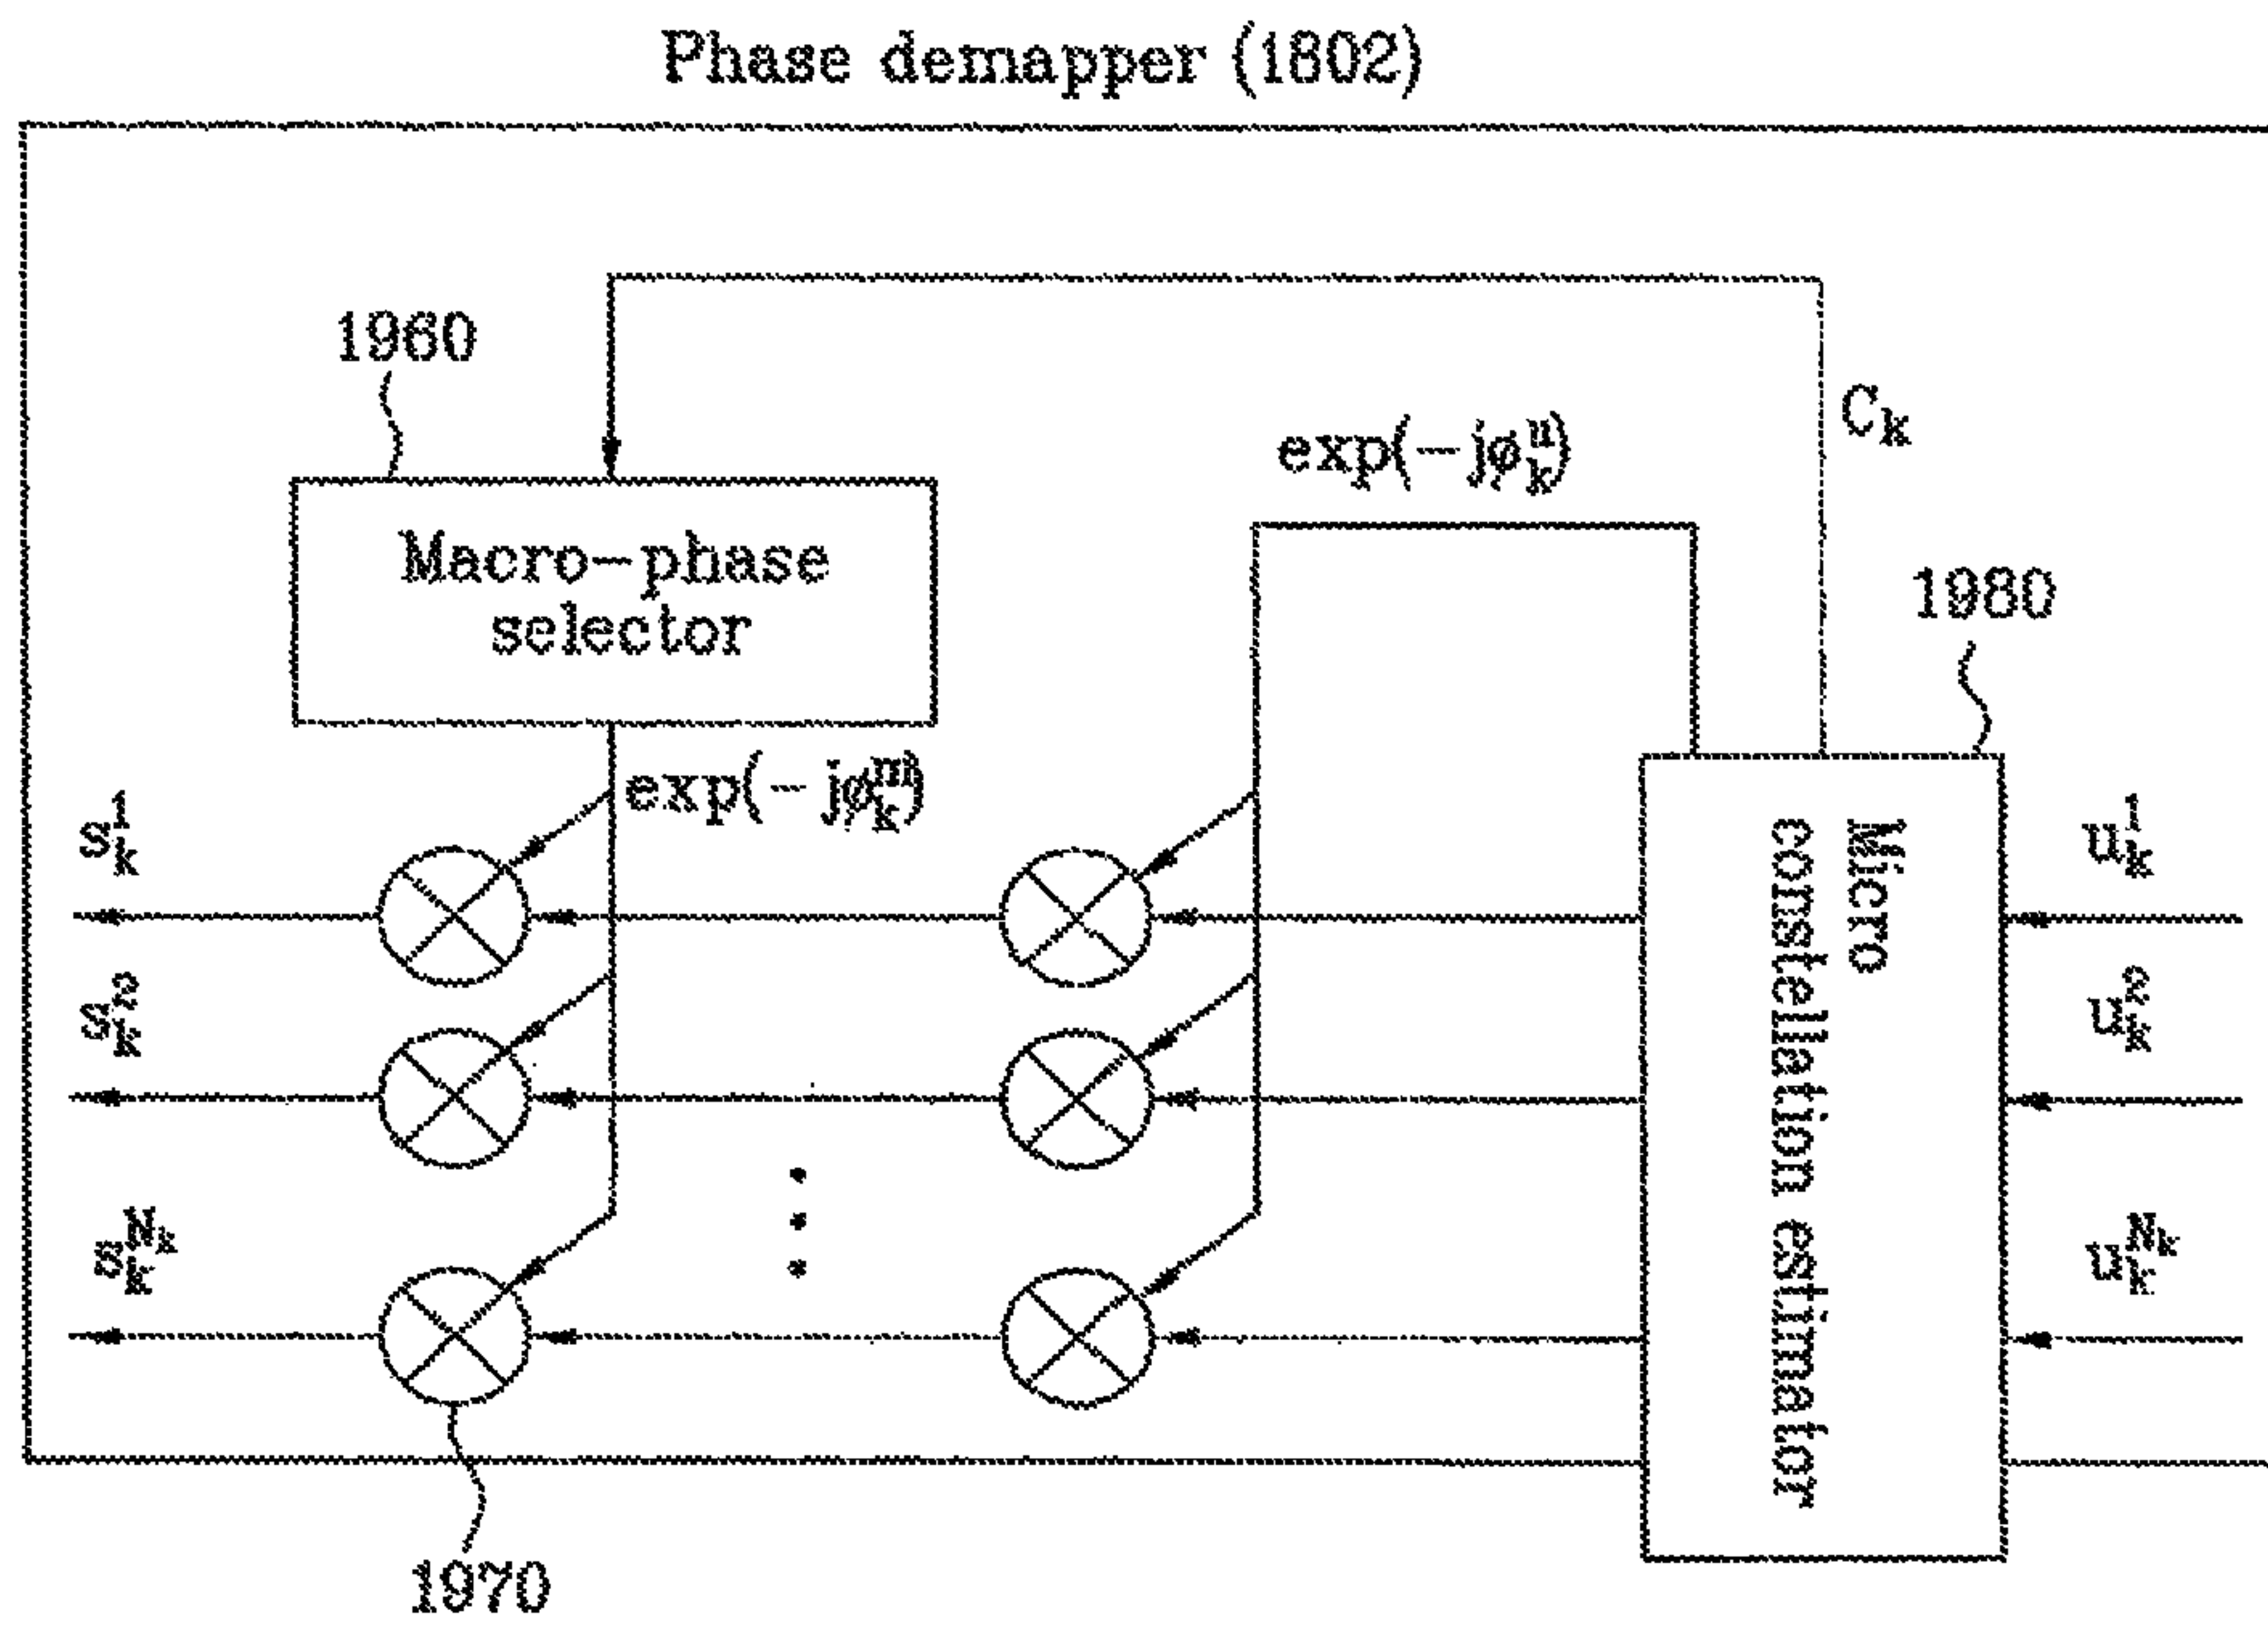 Phase demapper (1802)
1960
C_k
exp(-jφ_k^u)
Macro-phase
selector
1980
exp(-jφ_k^m)
s_k^1
u_k^1
s_k^2
u_k^2
s_k^{N_k}
u_k^{N_k}
Micro
constellation estimator
1970